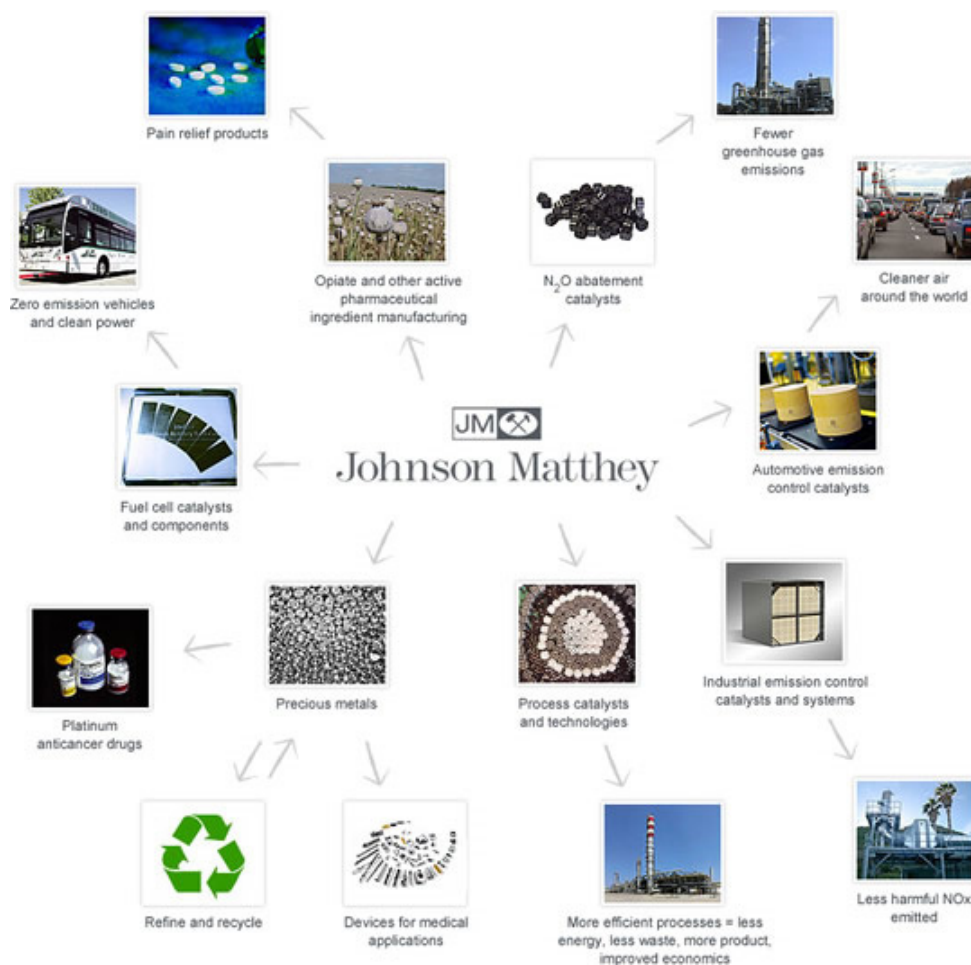 Pain relief products
Fewer
greenhouse gas
emissions
Zero emission vehicles
and clean power
Opiate and other active
pharmaceutical
ingredient manufacturing
N₂O abatement
catalysts
Cleaner air
around the world
JM
Johnson Matthey
Fuel cell catalysts
and components
Automotive emission
control catalysts
Platinum
anticancer drugs
Precious metals
Process catalysts
and technologies
Industrial emission control
catalysts and systems
Refine and recycle
Devices for medical
applications
More efficient processes = less
energy, less waste, more product,
improved economics
Less harmful NOx
emitted